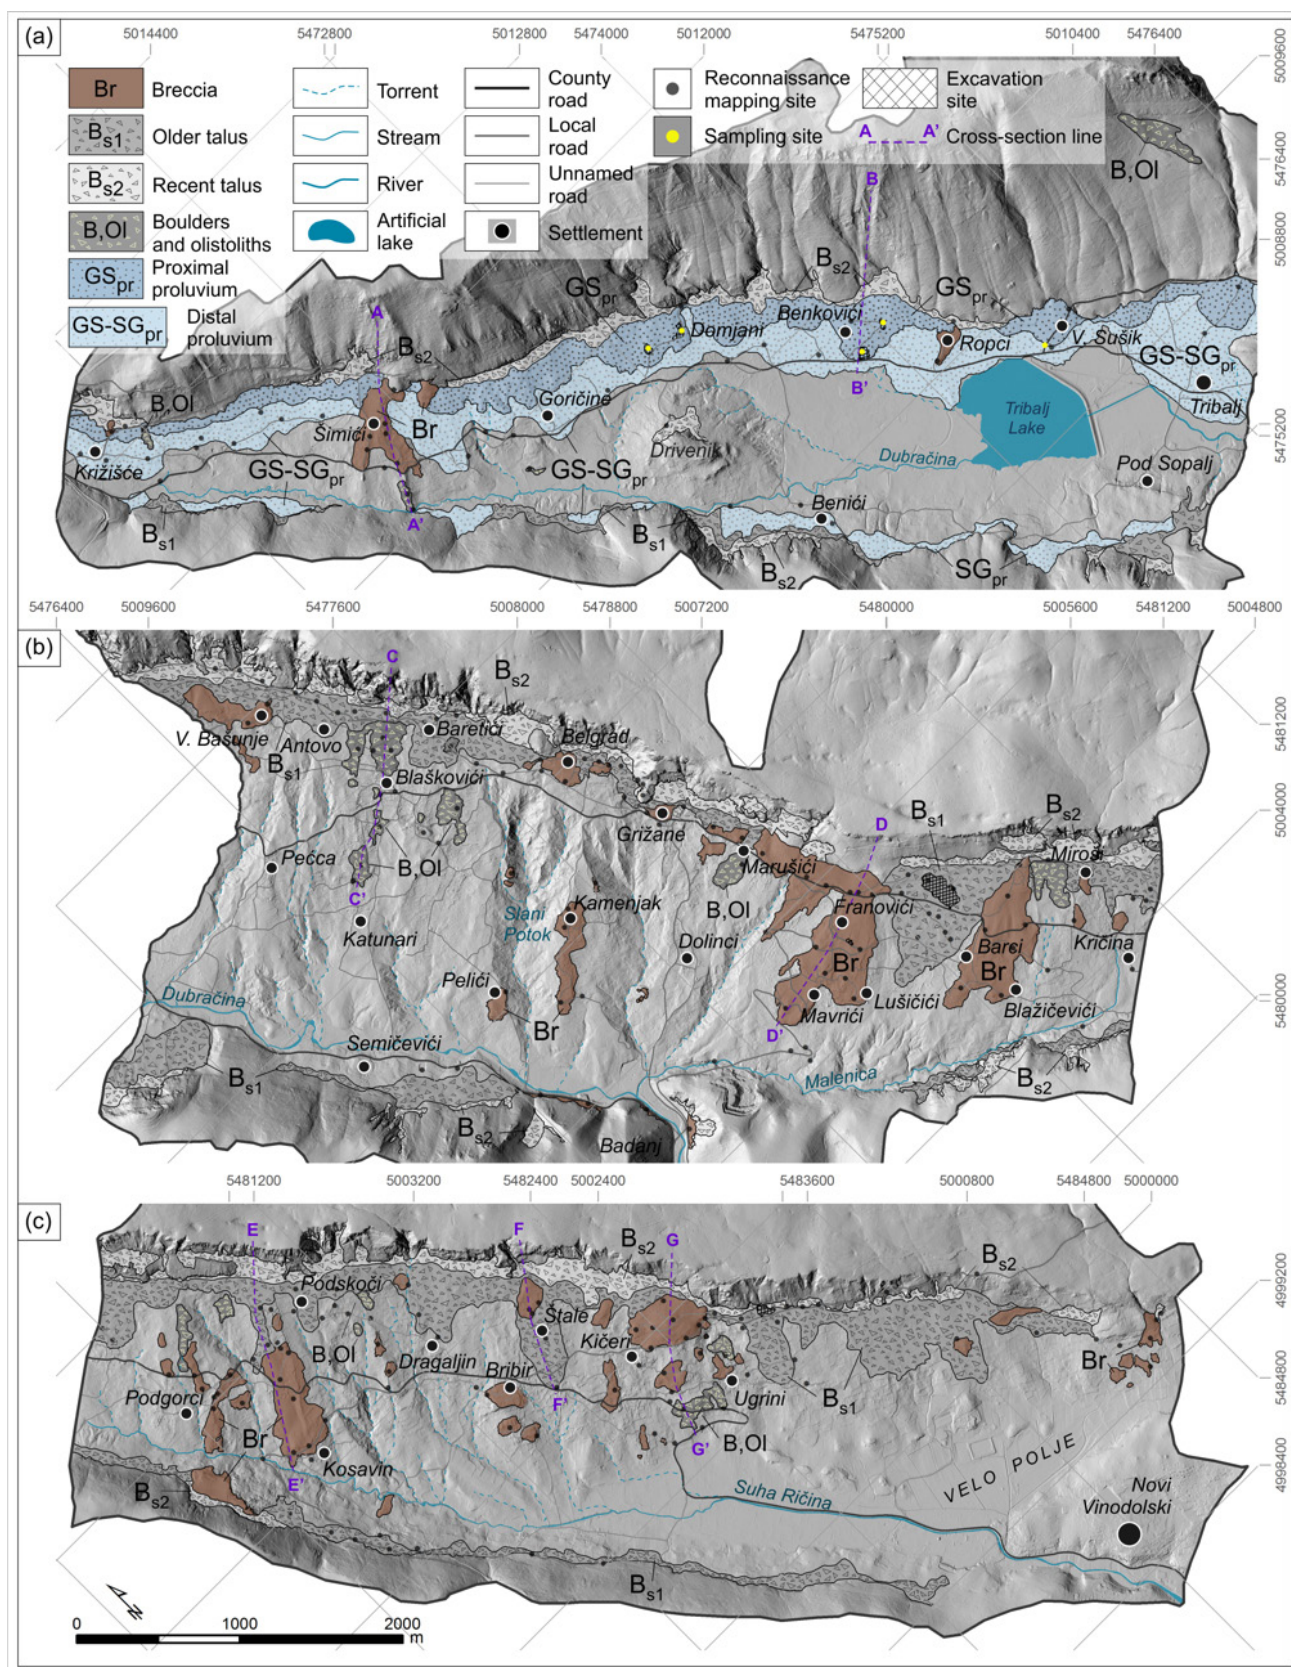 (a)
5014400 5472800 5012800 5474000 5012000 5475200 5010400 5476400
5009600
5476400
5008800
5475200
Br Breccia
Bs1 Older talus
Bs2 Recent talus
B,Ol Boulders
and olistoliths
GSpr Proximal
proluvium
GS-SGpr Distal
proluvium
Torrent
Stream
River
Artificial
lake
County
road
Local
road
Unnamed
road
Settlement
Reconnaissance
mapping site
Sampling site
Excavation
site
A A' Cross-section line
B
B,Ol
Bs2
GSpr
GSpr
A
Benkovići
Domjani
Ropci
V. Sušik
Bs2
GS-SGpr
B'
B,Ol
Goričine
Tribalj
Lake
Tribalj
Šimići
Br
Drivenik
Dubračina
Križišće
GS-SGpr
GS-SGpr
Pod Sopalj
A'
Benići
Bs1
Bs1
Bs2
SGpr
5476400 5009600 5477600 5008000 5478800 5007200 5480000 5005600 5481200 5004800
5481200
5004000
5480000
(b)
C
Bs2
V. Bašunje
Antovo
Baretići
Belgrad
Bs1
Blaškovići
Grižane
D
Bs1
Bs2
Miroši
Pećca
B,Ol
Marušići
C'
Slani
Potok
Kamenjak
B,Ol
Franovići
Katunari
Dolinci
Barci
Kričina
Pelići
Br
Br
Br
Dubračina
Lušičići
Mavrići
Blažičevići
D'
Semičevići
Malenica
Bs1
Bs2
Bs2
Badanj
5481200 5003200 5482400 5002400 5483600 5000800 5484800 5000000
4999200
5484800
4998400
(c)
E
F
G
Bs2
Bs2
Podskoči
Štale
Kičeri
B,Ol
Dragaljin
Bribir
Br
Podgorci
Ugrini
Bs1
F'
Br
G'
B,Ol
Kosavin
VELO POLJE
E'
Bs2
Suha Ričina
Novi
Vinodolski
Bs1
N
0 1000 2000
m